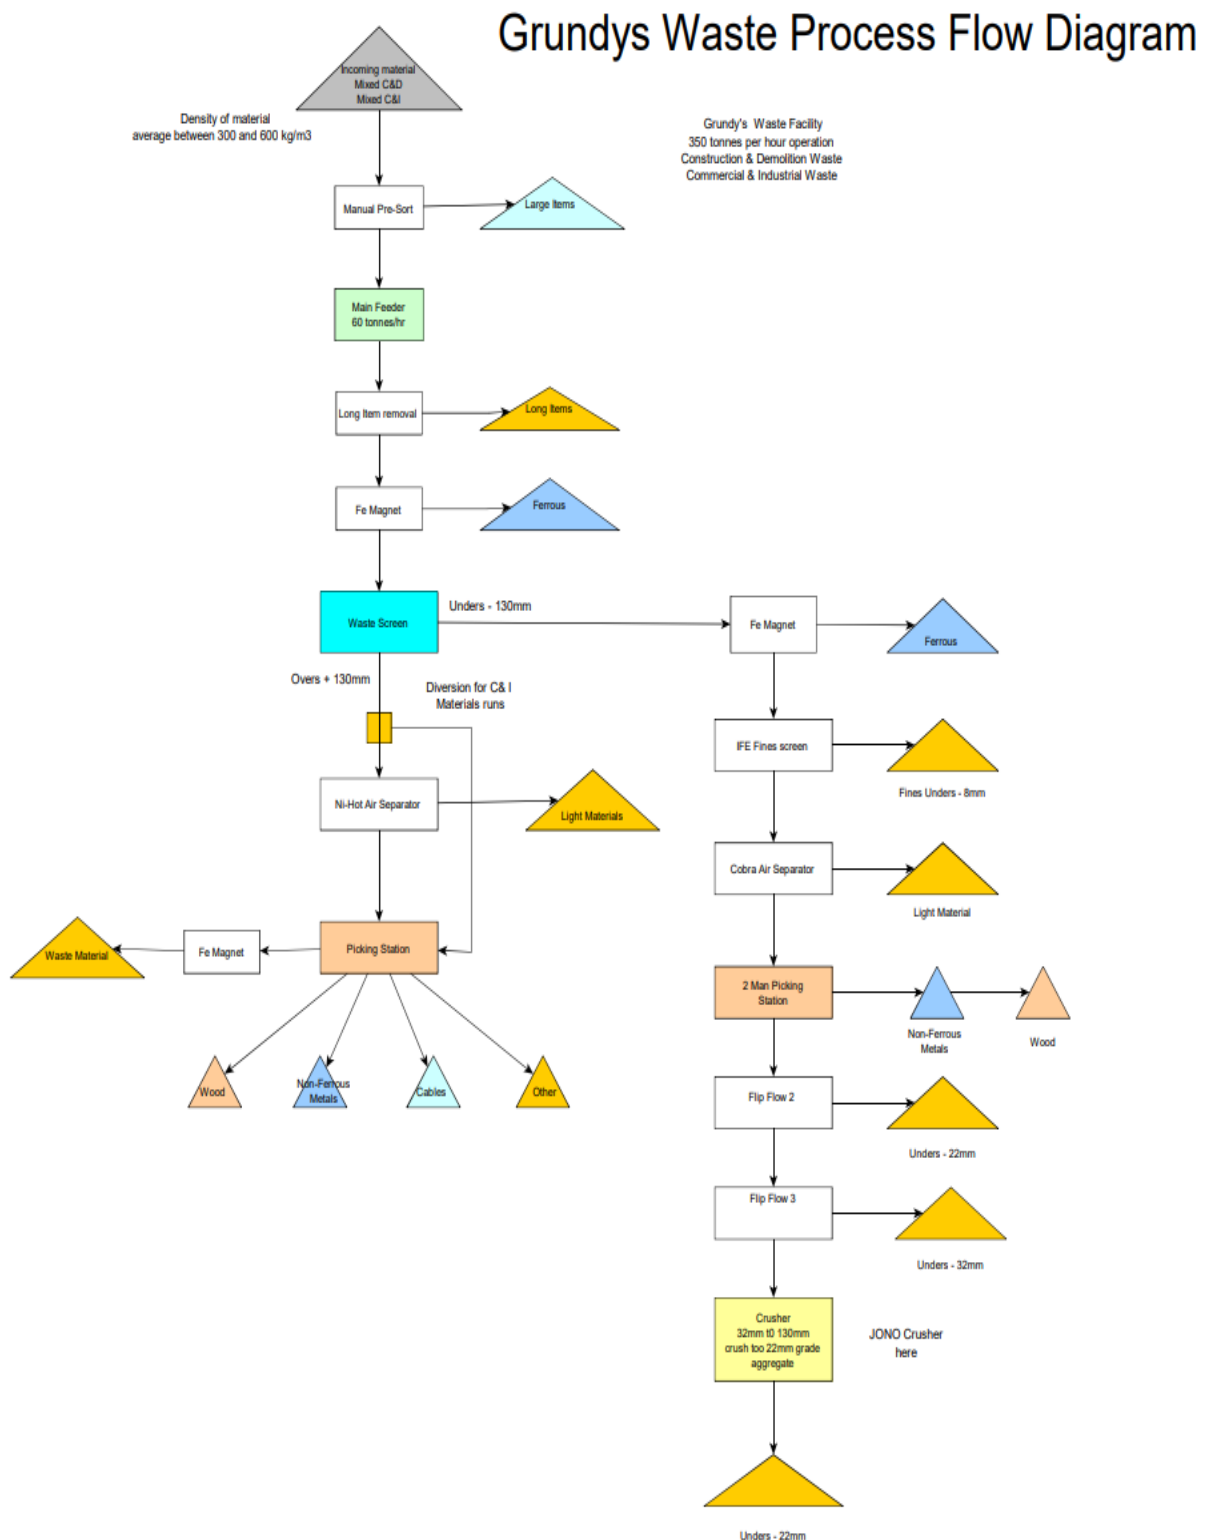 Grundys Waste Process Flow Diagram
Incoming material
Mixed C&D
Mixed C&I
Density of material
average between 300 and 600 kg/m3
Grundy's Waste Facility
350 tonnes per hour operation
Construction & Demolition Waste
Commercial & Industrial Waste
Manual Pre-Sort
Large Items
Main Feeder
60 tonnes/hr
Long Item removal
Long Items
Fe Magnet
Ferrous
Waste Screen
Unders - 130mm
Fe Magnet
Ferrous
Overs + 130mm
Diversion for C& I
Materials runs
IFE Fines screen
Fines Unders - 8mm
Ni-Hot Air Separator
Light Materials
Cobra Air Separator
Light Material
Waste Material
Fe Magnet
Picking Station
2 Man Picking
Station
Non-Ferrous
Metals
Wood
Wood
Non-Ferrous
Metals
Cables
Other
Flip Flow 2
Unders - 22mm
Flip Flow 3
Unders - 32mm
Crusher
32mm t0 130mm
crush too 22mm grade
aggregate
JONO Crusher
here
Unders - 22mm